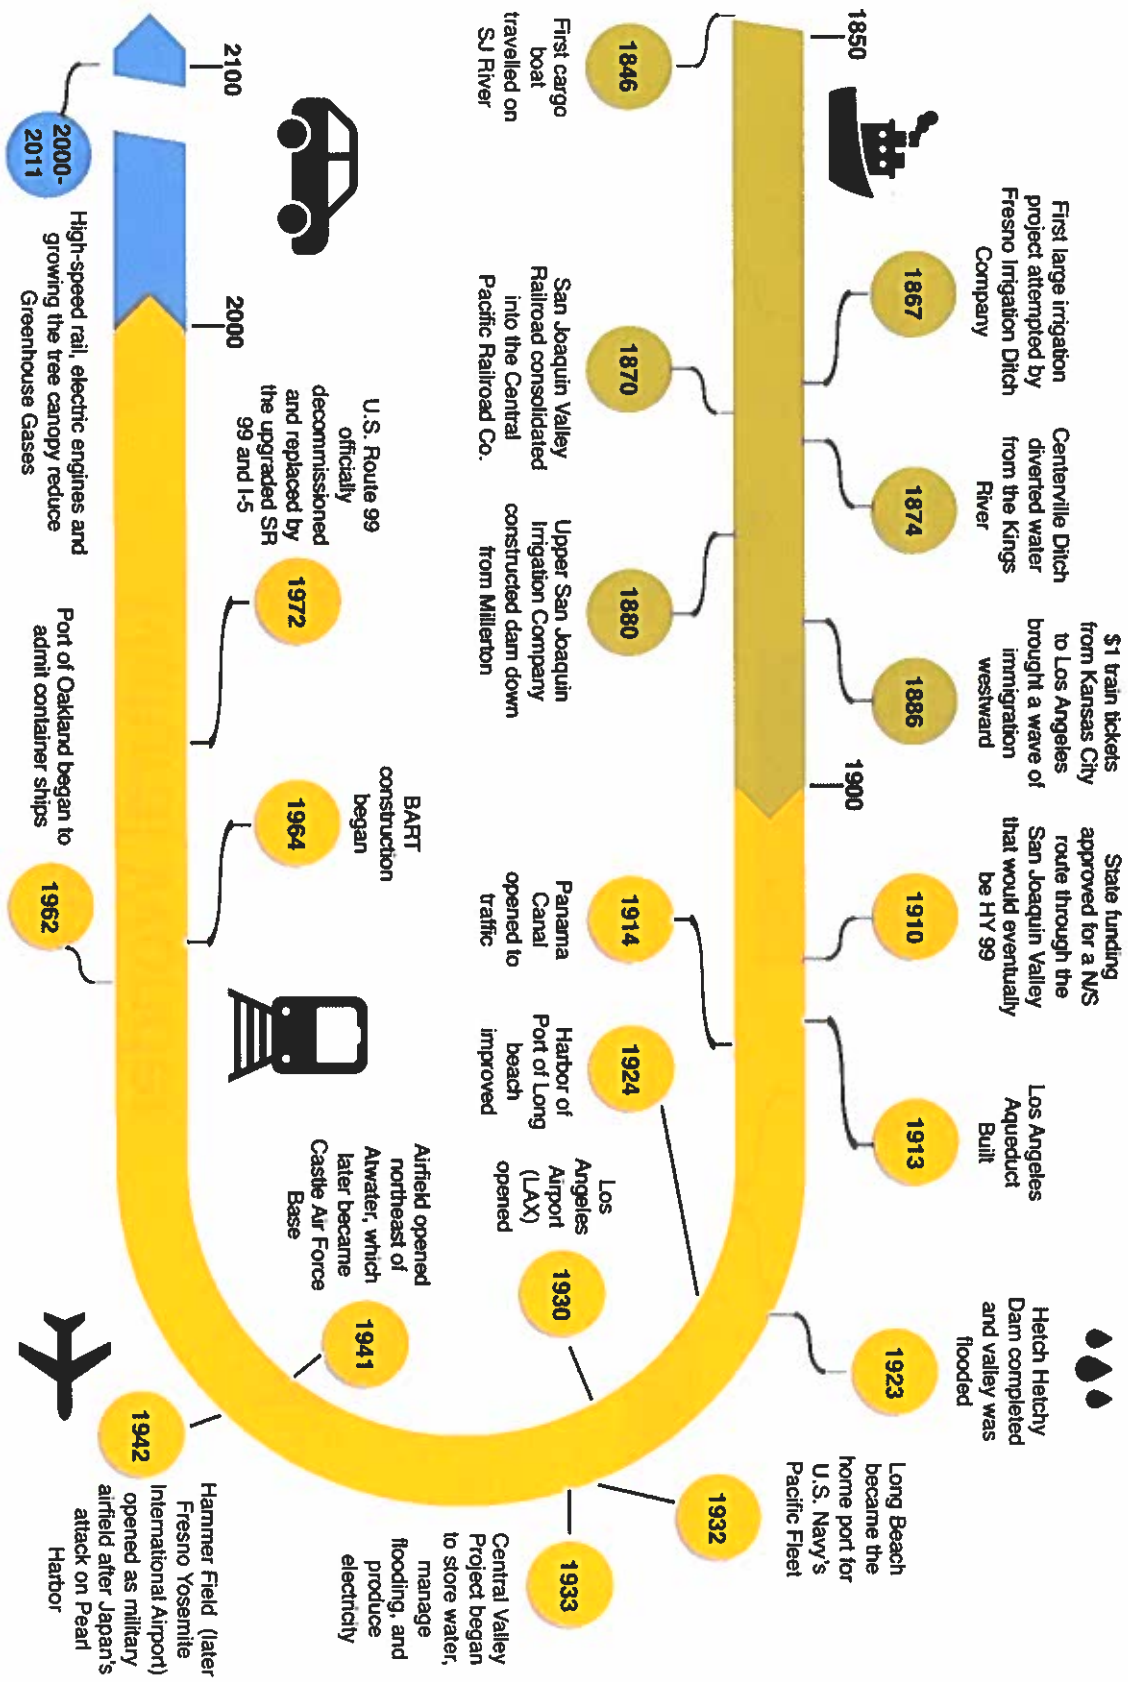 1850
1846
First cargo
boat
travelled on
SJ River
1867
First large irrigation
project attempted by
Fresno Irrigation Ditch
Company
1870
San Joaquin Valley
Railroad consolidated
into the Central
Pacific Railroad Co.
1874
Centerville Ditch
diverted water
from the Kings
River
1880
Upper San Joaquin
Irrigation Company
constructed dam down
from Millerton
1886
$1 train tickets
from Kansas City
to Los Angeles
brought a wave of
immigration
westward
1900
1910
State funding
approved for a N/S
route through the
San Joaquin Valley
that would eventually
be HY 99
1913
Los Angeles
Aqueduct
Built
1914
Panama
Canal
opened to
traffic
1923
Hetch Hetchy
Dam completed
and valley was
flooded
1924
Harbor of
Port of Long
beach
improved
1930
Los
Angeles
Airport
(LAX)
opened
1932
Long Beach
became the
home port for
U.S. Navy's
Pacific Fleet
1933
Central Valley
Project began
to store water,
manage
flooding, and
produce
electricity
1941
Airfield opened
northeast of
Atwater, which
later became
Castle Air Force
Base
1942
Hammer Field (later
Fresno Yosemite
International Airport)
opened as military
airfield after Japan's
attack on Pearl
Harbor
1962
Port of Oakland began to
admit container ships
1964
BART
construction
began
1972
U.S. Route 99
officially
decommissioned
and replaced by
the upgraded SR
99 and I-5
2000
2000-
2011
High-speed rail, electric engines and
growing the tree canopy reduce
Greenhouse Gases
2100